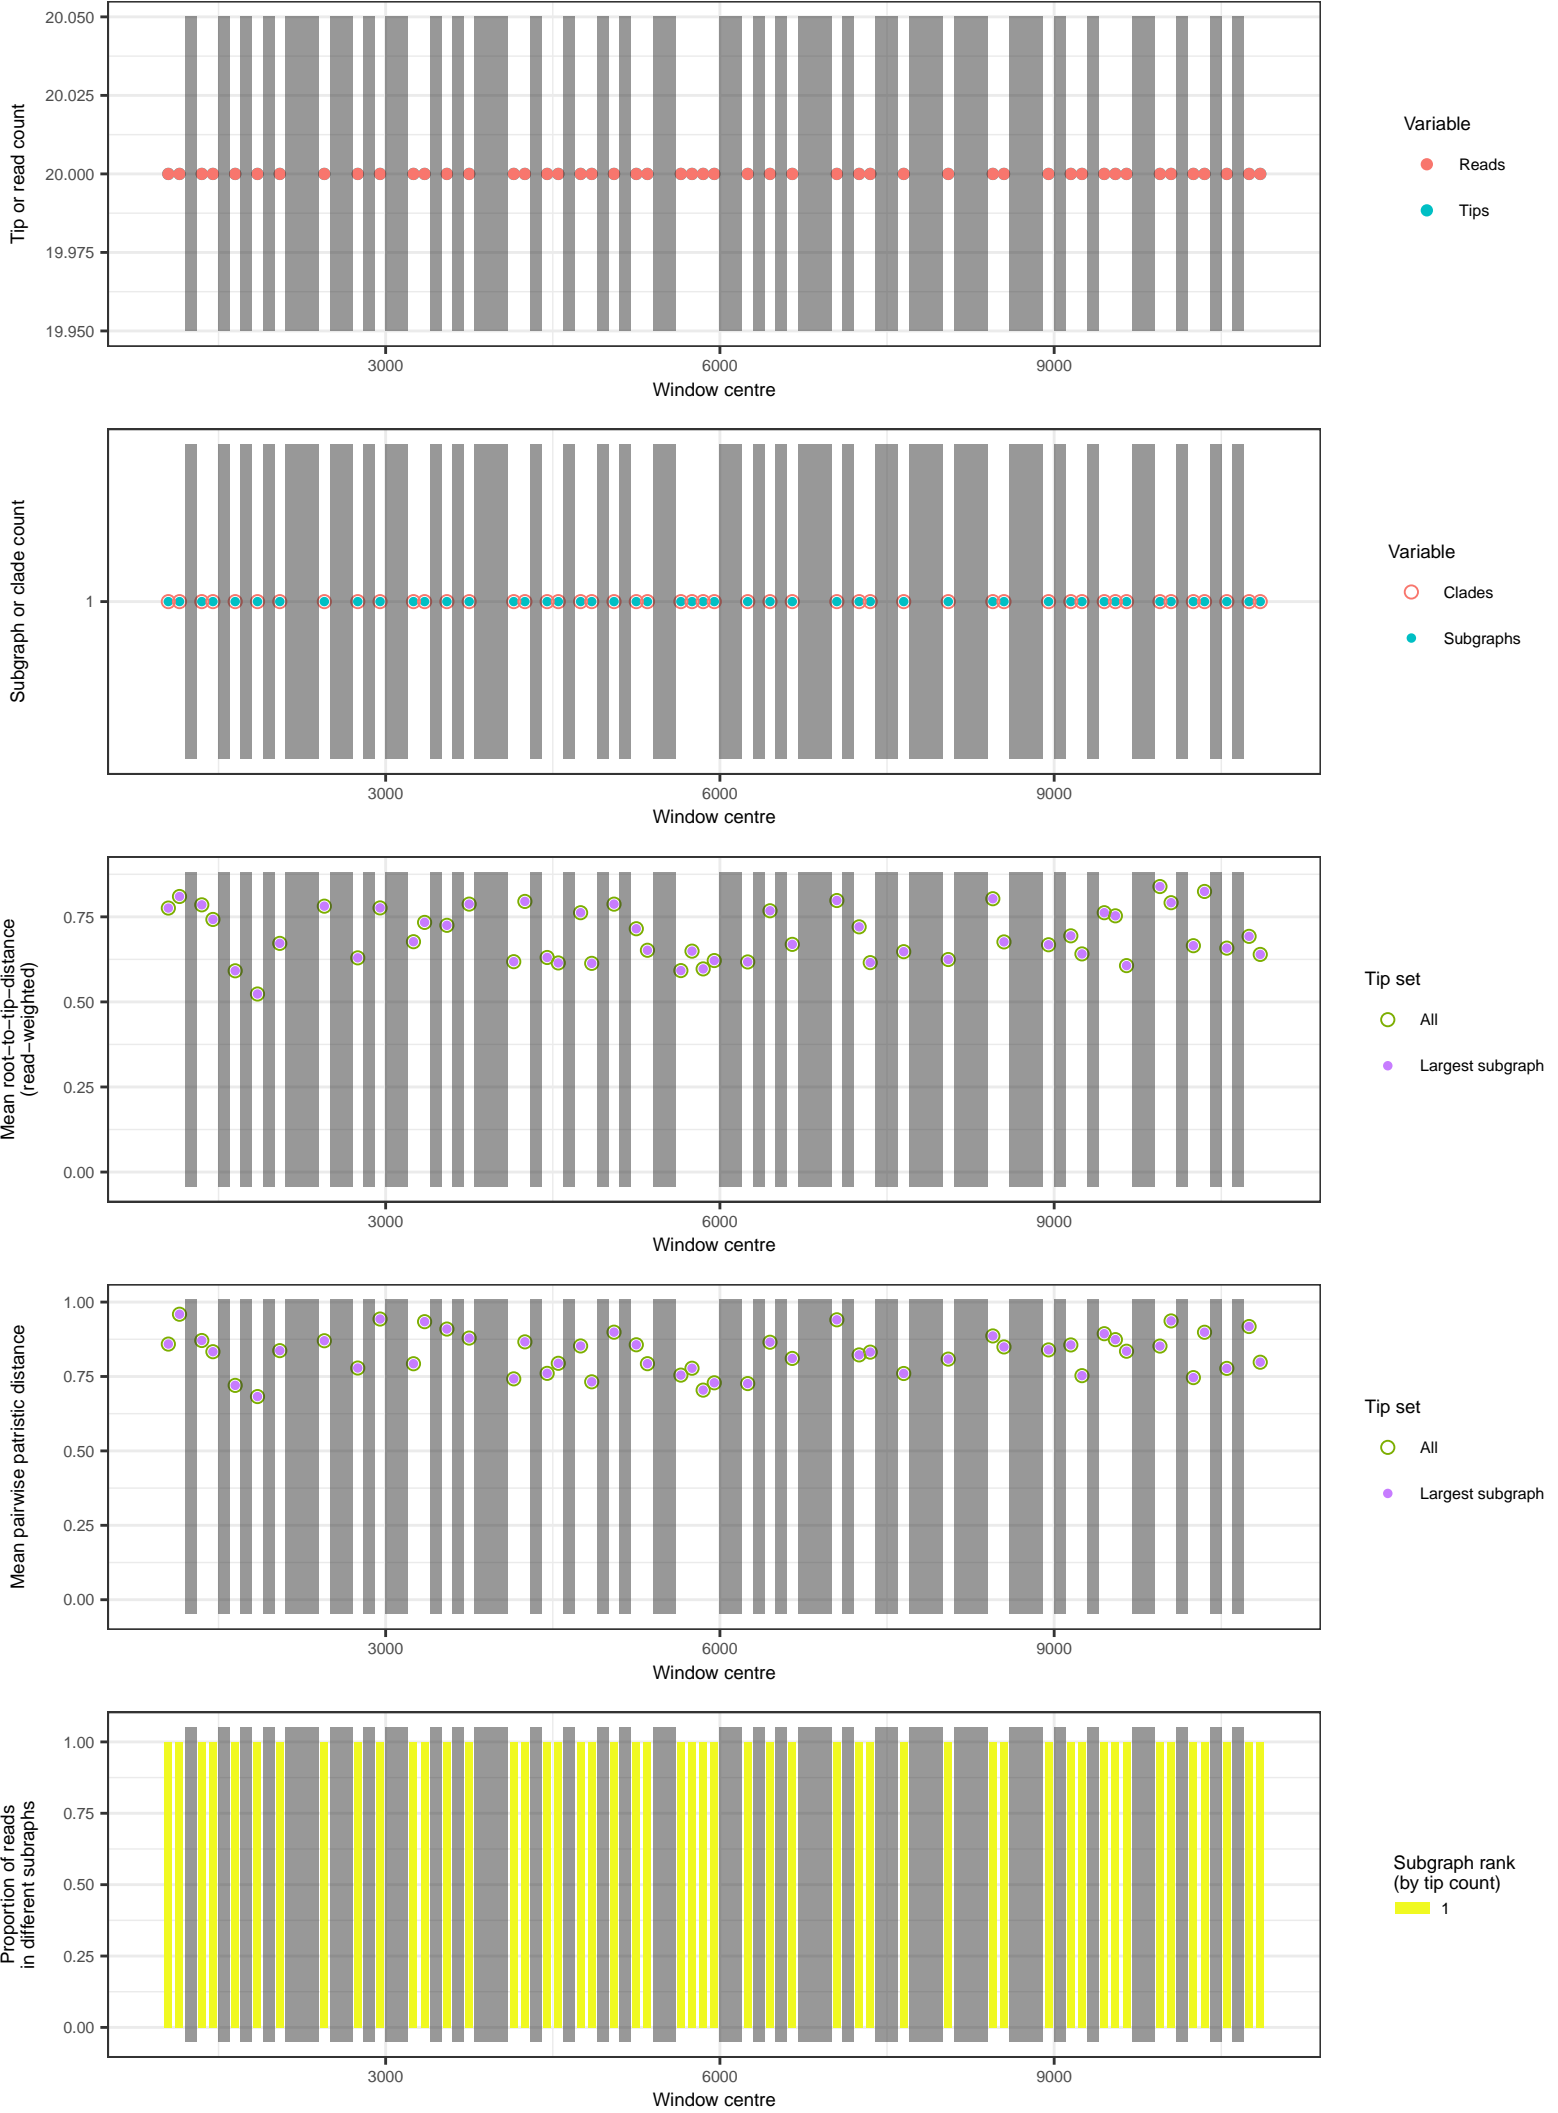 20.050
20.025
20.000
19.975
19.950
Tip or read count
3000
6000
9000
Window centre
Variable
Reads
Tips
1
Subgraph or clade count
3000
6000
9000
Window centre
Variable
Clades
Subgraphs
0.75
0.50
0.25
0.00
Mean root−to−tip−distance
(read−weighted)
3000
6000
9000
Window centre
Tip set
All
Largest subgraph
1.00
0.75
0.50
0.25
0.00
Mean pairwise patristic distance
3000
6000
9000
Window centre
Tip set
All
Largest subgraph
1.00
0.75
0.50
0.25
0.00
Proportion of reads
in different subraphs
3000
6000
9000
Window centre
Subgraph rank
(by tip count)
1